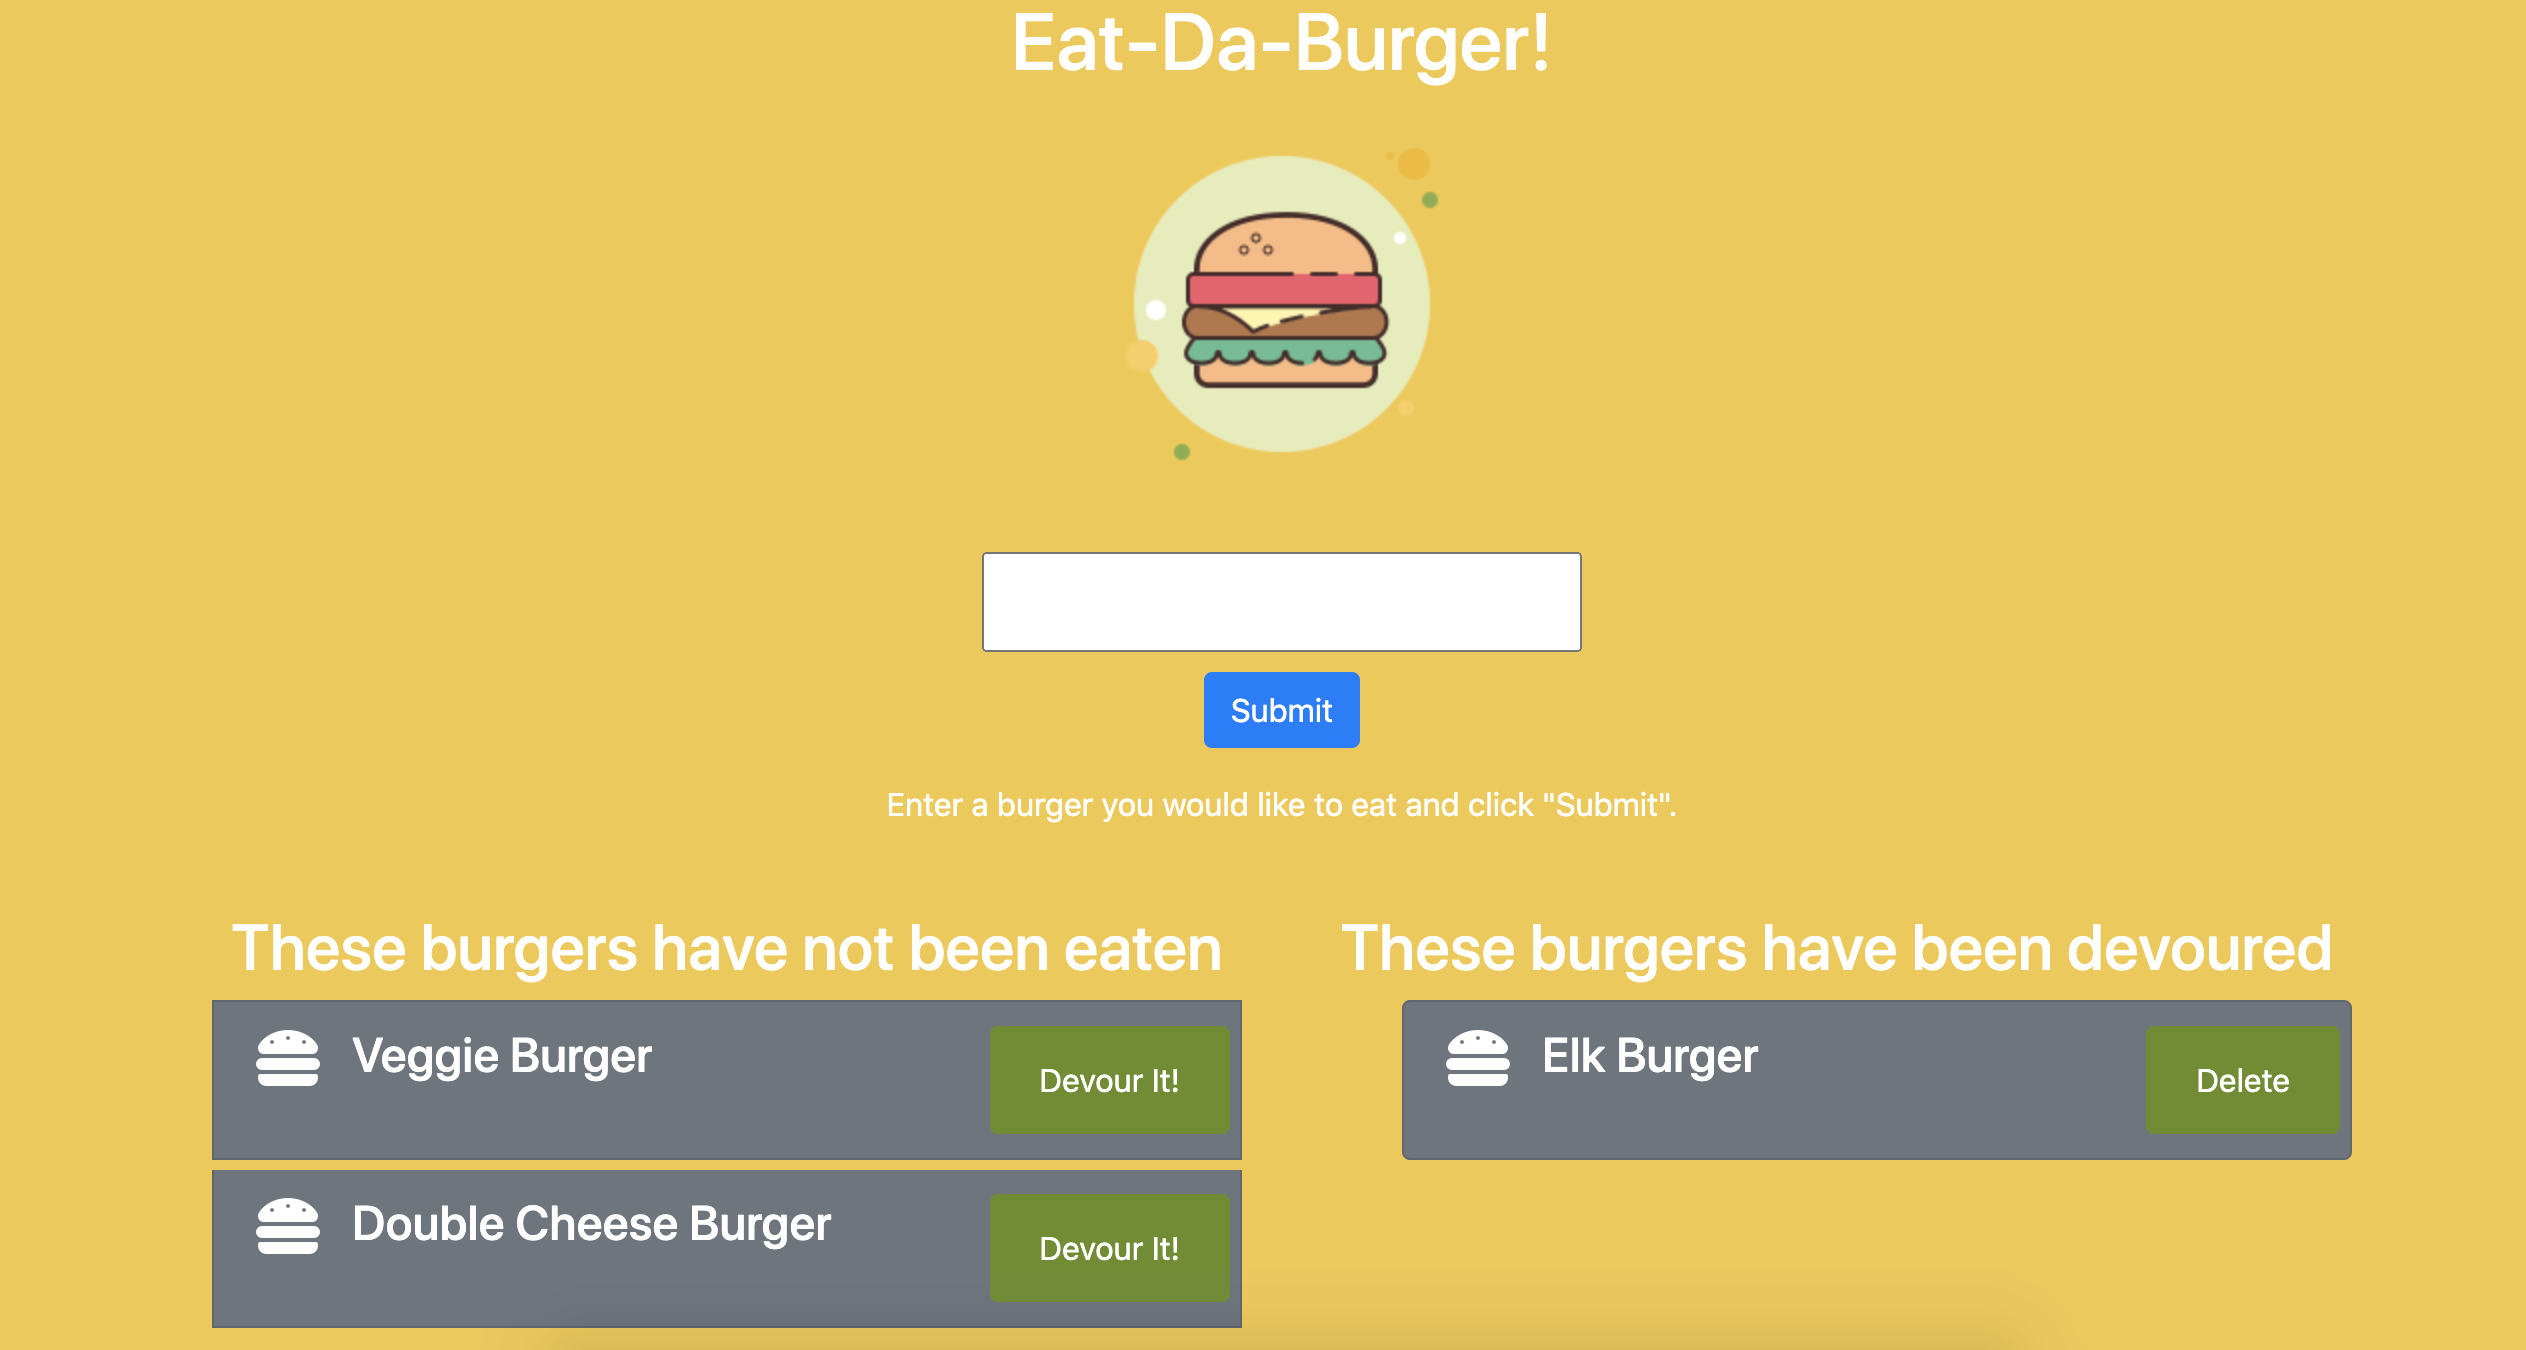 Eat-Da-Burger!
Submit
Enter a burger you would like to eat and click "Submit".
These burgers have not been eaten
Veggie Burger
Devour It!
Double Cheese Burger
Devour It!
These burgers have been devoured
Elk Burger
Delete